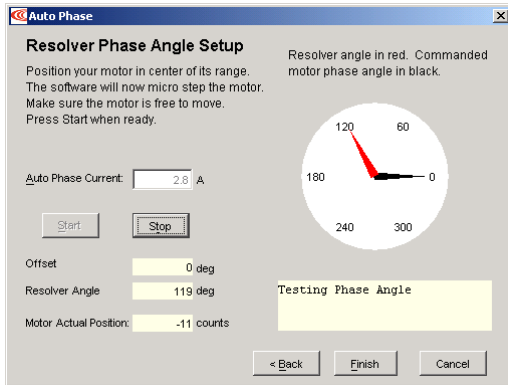 Auto Phase
Resolver Phase Angle Setup
Position your motor in center of its range.
The software will now micro step the motor.
Make sure the motor is free to move.
Press Start when ready.
Resolver angle in red. Commanded
motor phase angle in black.
120 60
180 0
240 300
Auto Phase Current: 2.8 A
Start Stop
Offset 0 deg
Resolver Angle 119 deg
Motor Actual Position: -11 counts
Testing Phase Angle
< Back Finish Cancel